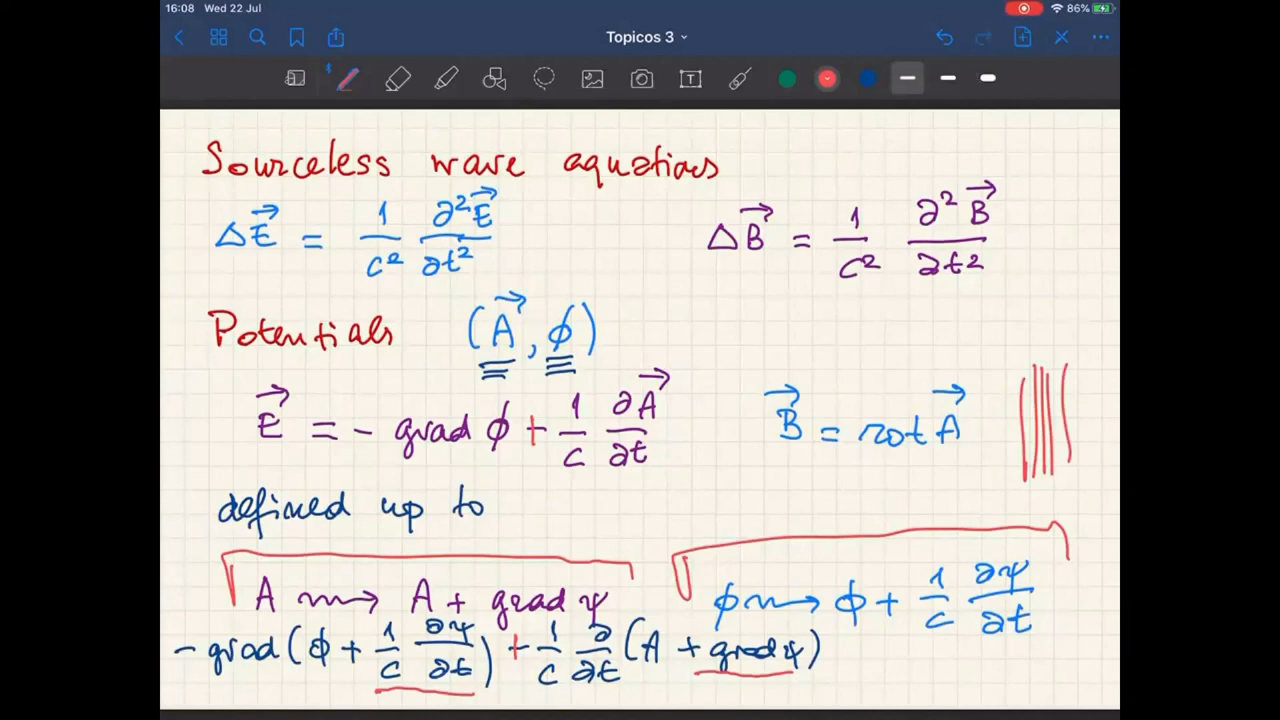 16:08 Wed 22 Jul 86%
Topicos 3
T
Sourceless wave aquations
ΔE⃗ = 1/c² ∂²E⃗/∂t² ΔB⃗ = 1/c² ∂²B⃗/∂t²
Potentials (A⃗, ϕ)
E⃗ = - grad ϕ + 1/c ∂A⃗/∂t B⃗ = rot A⃗
defined up to
A ⇝ A + grad ψ ϕ ⇝ ϕ + 1/c ∂ψ/∂t
- grad(ϕ + 1/c ∂ψ/∂t) + 1/c ∂/∂t (A + grad ψ)